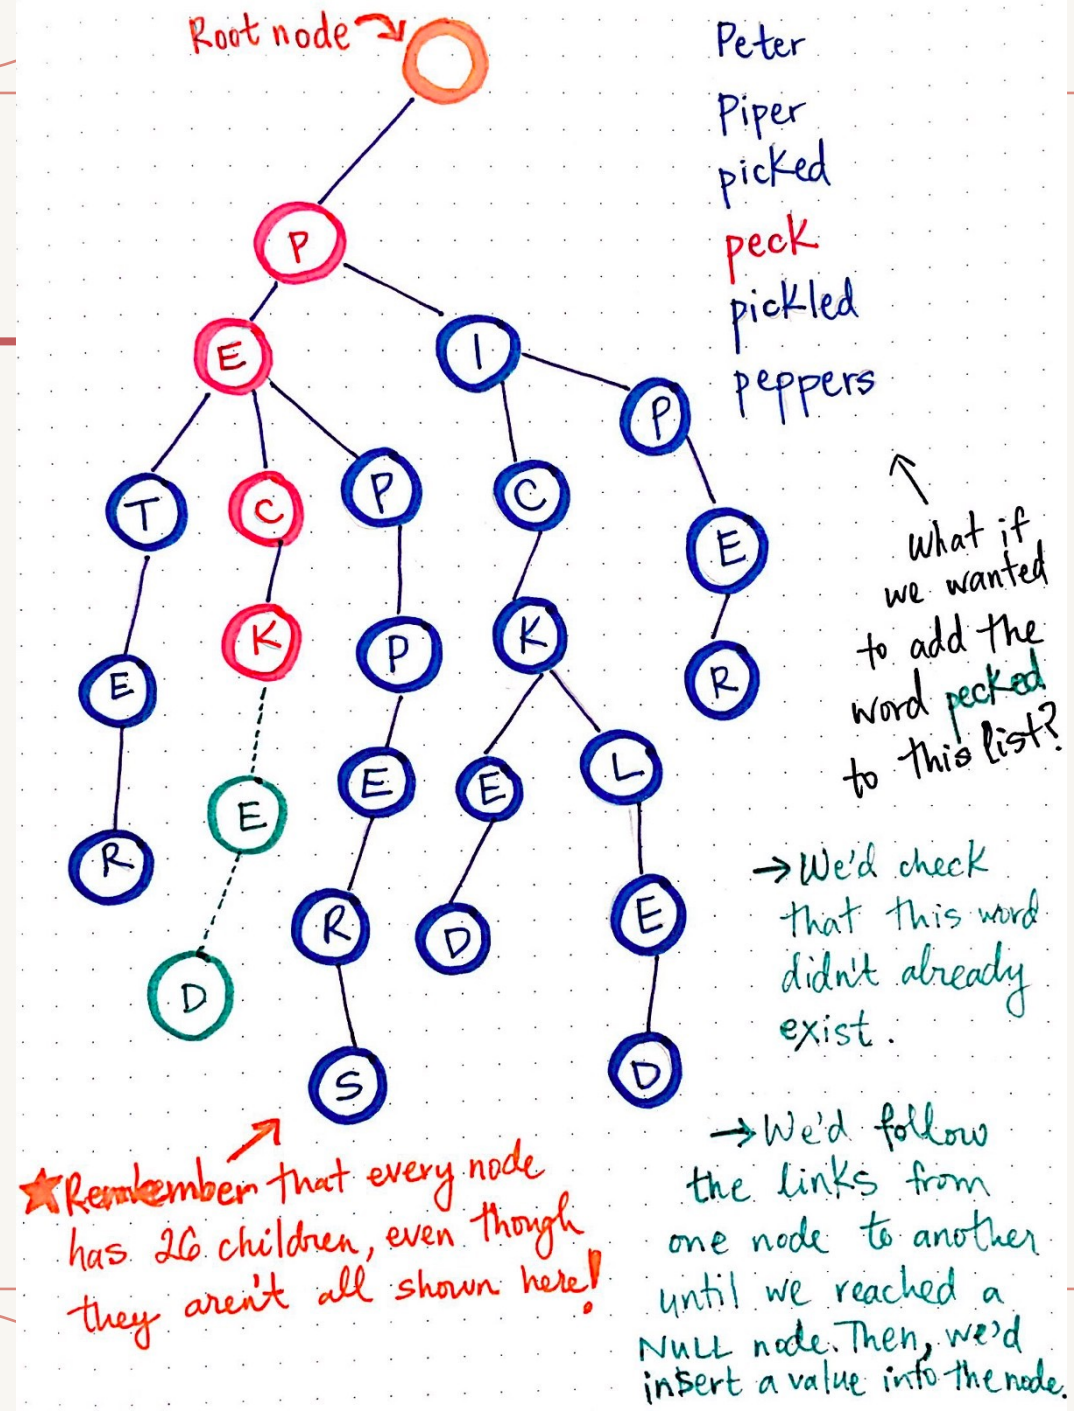 Root node
Peter
Piper
picked
peck
pickled
peppers
P
E
I
P
T
C
P
C
E
K
P
K
R
E
E
E
E
L
R
D
R
D
E
S
D
What if
we wanted
to add the
word pecked
to this list?
→ We'd check
that this word
didn't already
exist.
→ We'd follow
the links from
one node to another
until we reached a
NULL node. Then, we'd
insert a value into the node.
★ Remember that every node
has 26 children, even though
they aren't all shown here!